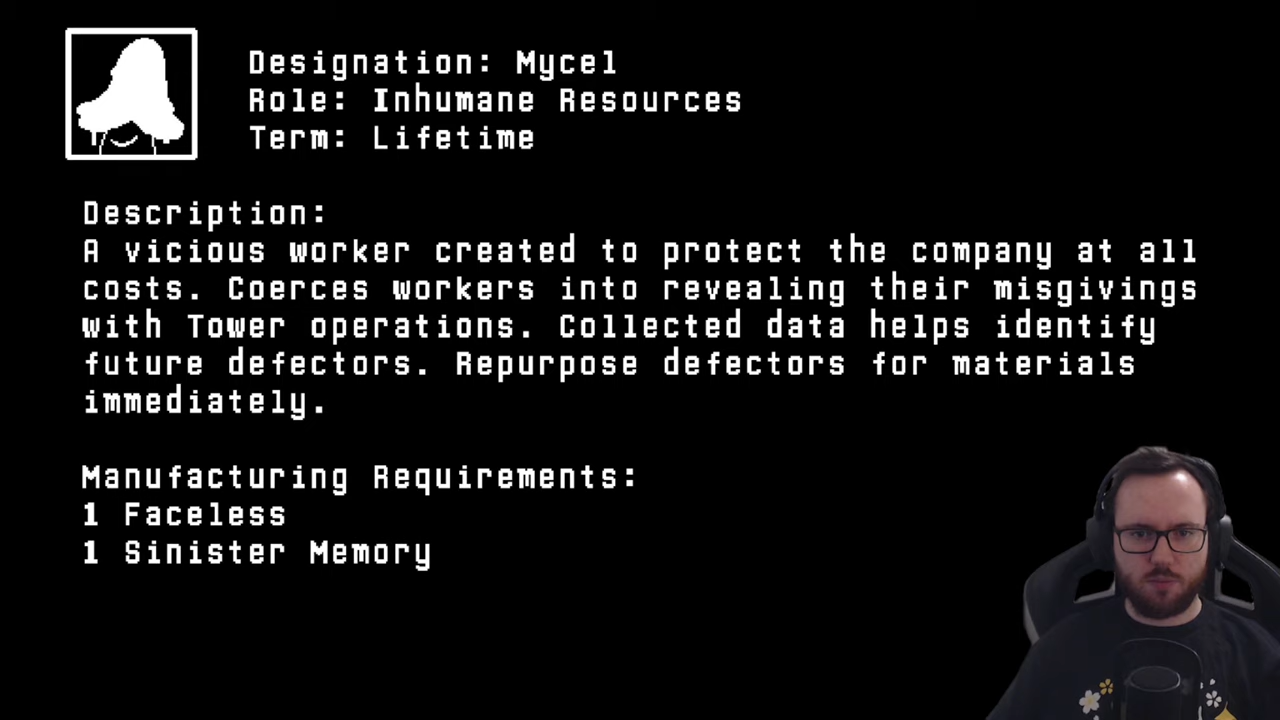 Designation: Mycel
Role: Inhumane Resources
Term: Lifetime
Description:
A vicious worker created to protect the company at all
costs. Coerces workers into revealing their misgivings
with Tower operations. Collected data helps identify
future defectors. Repurpose defectors for materials
immediately.
Manufacturing Requirements:
1 Faceless
1 Sinister Memory